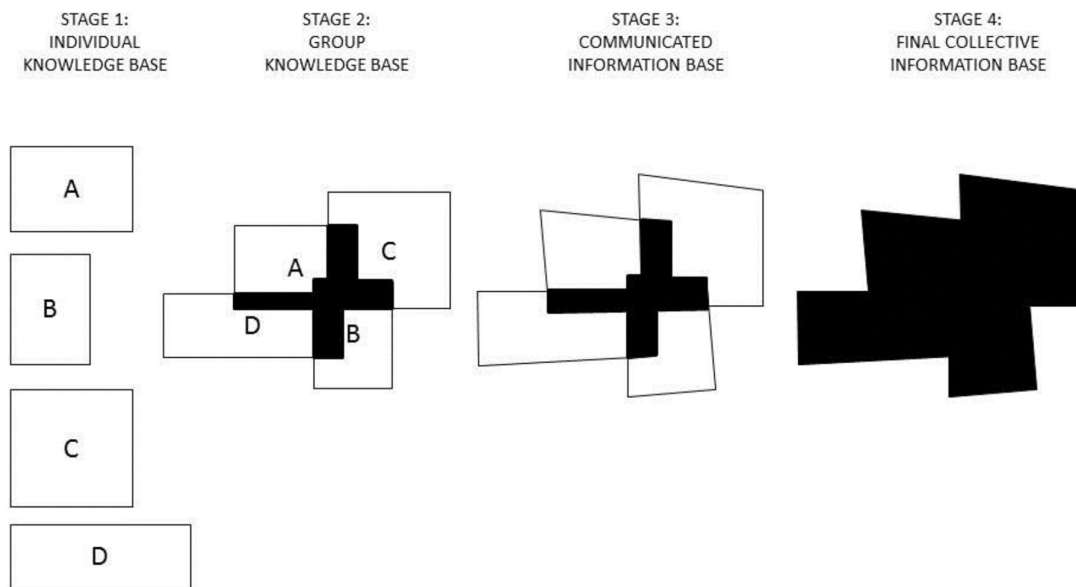 STAGE 1:
INDIVIDUAL
KNOWLEDGE BASE
STAGE 2:
GROUP
KNOWLEDGE BASE
STAGE 3:
COMMUNICATED
INFORMATION BASE
STAGE 4:
FINAL COLLECTIVE
INFORMATION BASE
A
B
C
D
A
C
D
B